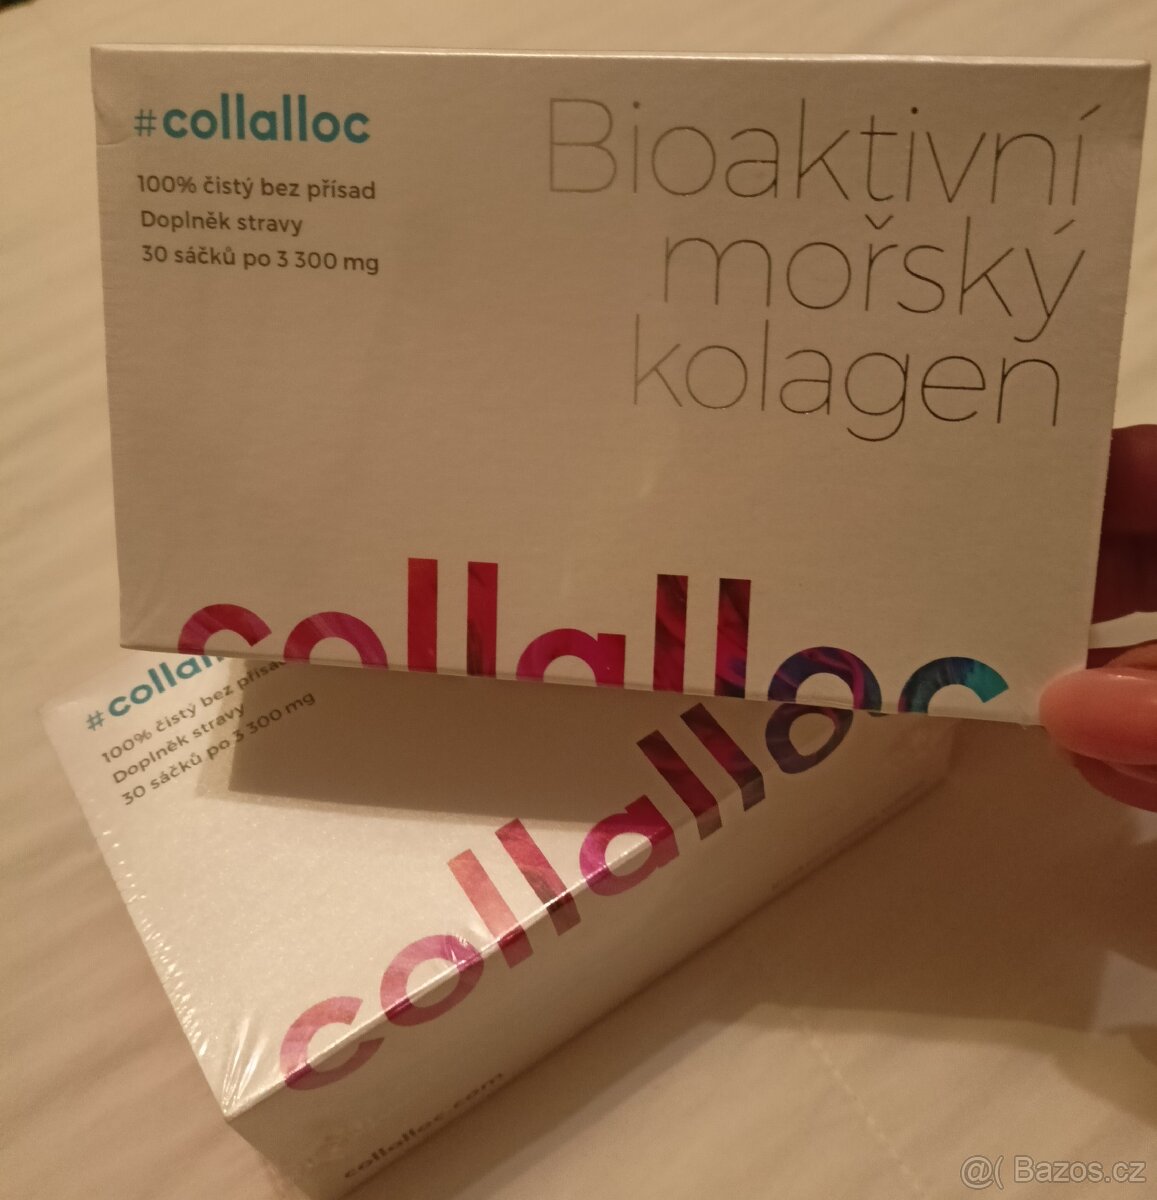 #collalloc
100% čistý bez přísad
Doplněk stravy
30 sáčků po 3 300 mg
Bioaktivní
mořský
kolagen
collalloc
#collall
100% čistý bez přísad
Doplněk stravy
30 sáčků po 3 300 mg
collalloc
collalloc.com
@( Bazos.cz